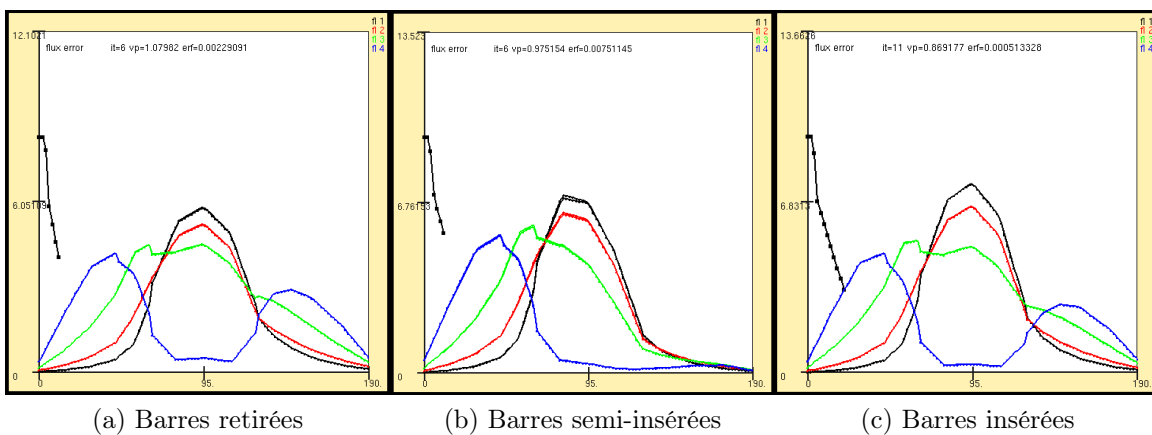 12.1021
flux error it=6 vp=1.07982 erf=0.00229091
fl 1
fl 2
fl 3
fl 4
6.05109
0
0 95. 190.
(a) Barres retirées
13.523
flux error it=6 vp=0.975154 erf=0.00751145
fl 1
fl 2
fl 3
fl 4
6.76153
0
0 95. 190.
(b) Barres semi-insérées
13.6626
flux error it=11 vp=0.869177 erf=0.000513328
fl 1
fl 2
fl 3
fl 4
6.8313
0
0 95. 190.
(c) Barres insérées